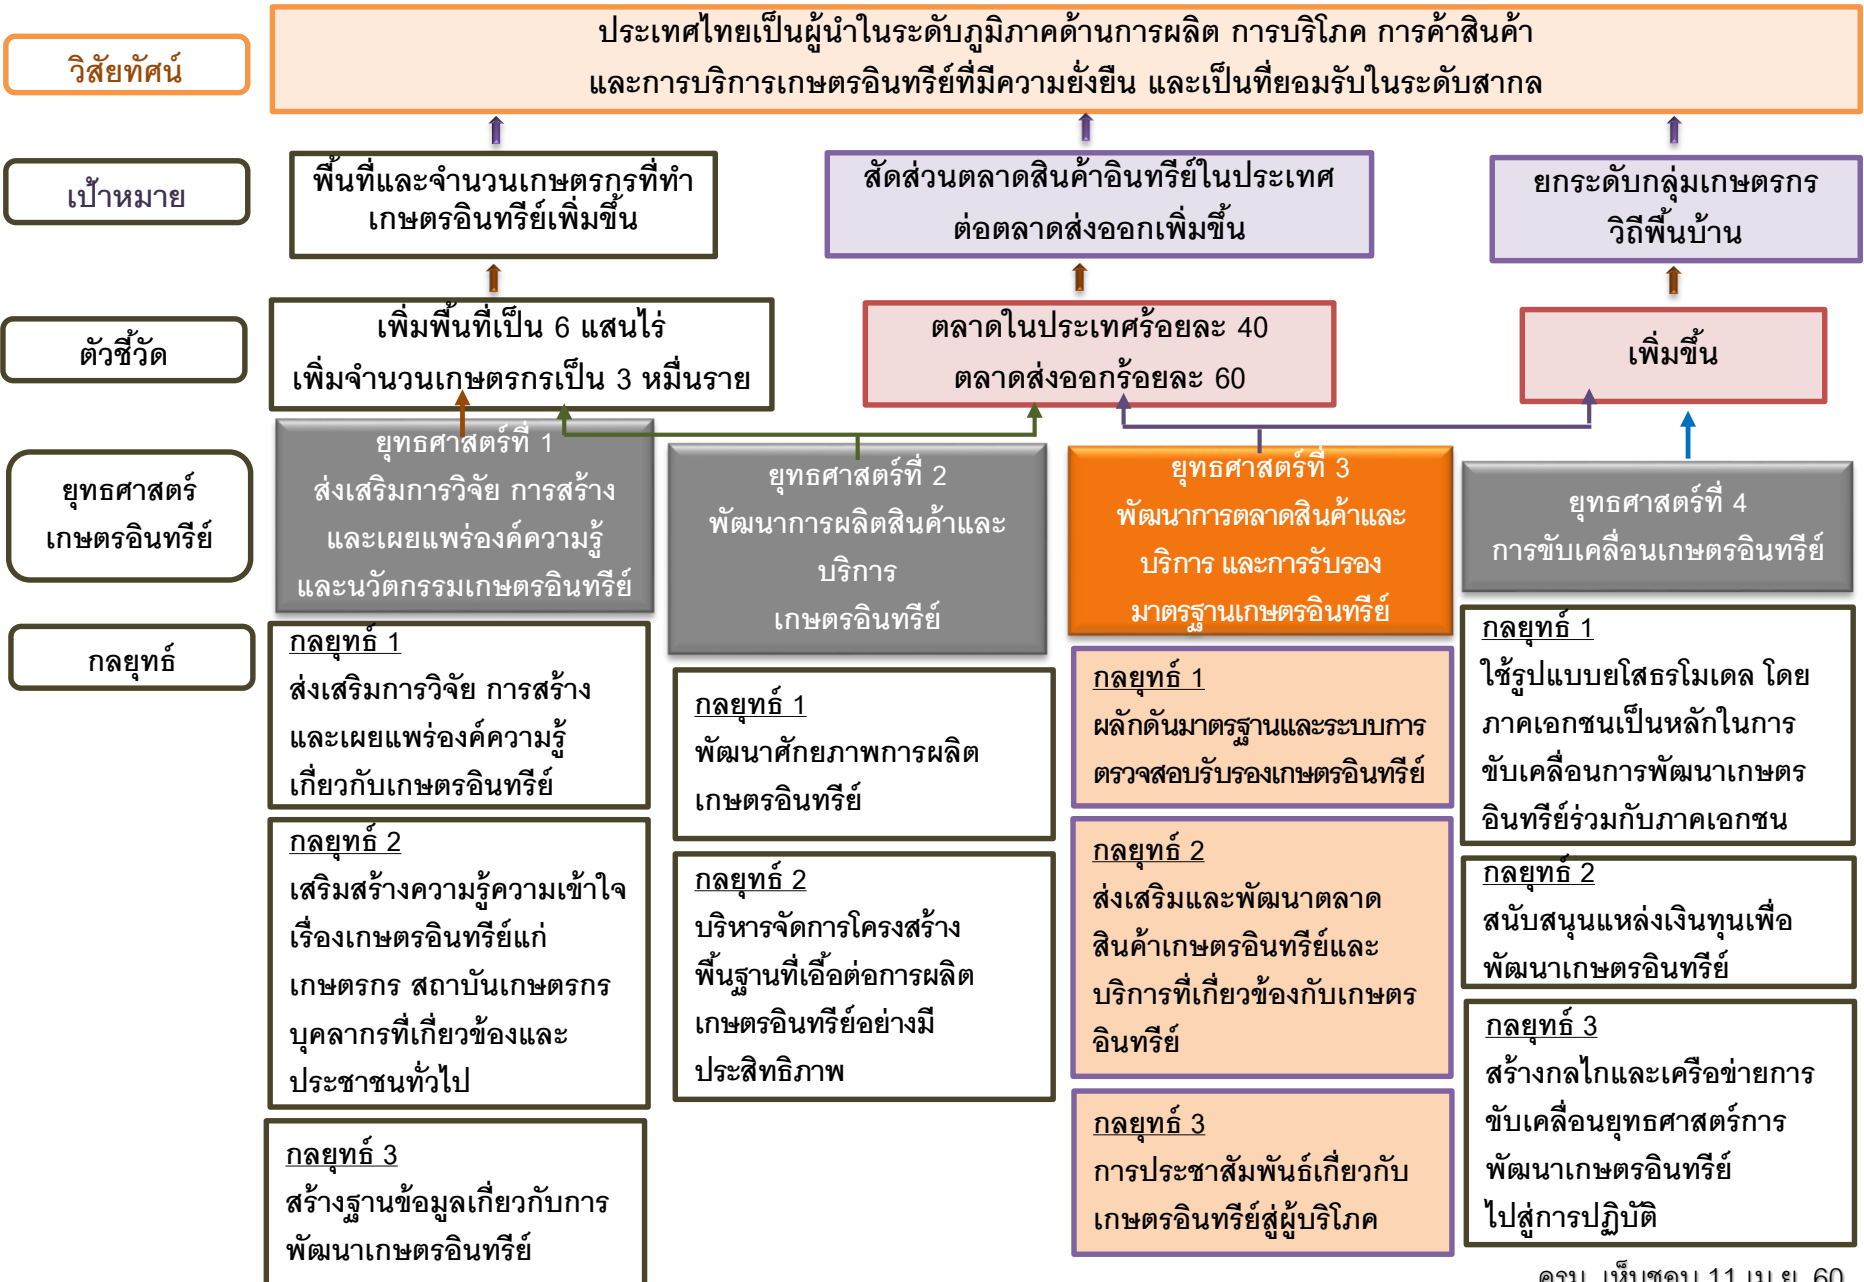 วิสัยทัศน์
ประเทศไทยเป็นผู้นำในระดับภูมิภาคด้านการผลิต การบริโภค การค้าสินค้า
และการบริการเกษตรอินทรีย์ที่มีความยั่งยืน และเป็นที่ยอมรับในระดับสากล
เป้าหมาย
พื้นที่และจำนวนเกษตรกรที่ทำ
เกษตรอินทรีย์เพิ่มขึ้น
สัดส่วนตลาดสินค้าอินทรีย์ในประเทศ
ต่อตลาดส่งออกเพิ่มขึ้น
ยกระดับกลุ่มเกษตรกร
วิถีพื้นบ้าน
ตัวชี้วัด
เพิ่มพื้นที่เป็น 6 แสนไร่
เพิ่มจำนวนเกษตรกรเป็น 3 หมื่นราย
ตลาดในประเทศร้อยละ 40
ตลาดส่งออกร้อยละ 60
เพิ่มขึ้น
ยุทธศาสตร์
เกษตรอินทรีย์
ยุทธศาสตร์ที่ 1
ส่งเสริมการวิจัย การสร้าง
และเผยแพร่องค์ความรู้
และนวัตกรรมเกษตรอินทรีย์
ยุทธศาสตร์ที่ 2
พัฒนาการผลิตสินค้าและ
บริการ
เกษตรอินทรีย์
ยุทธศาสตร์ที่ 3
พัฒนาการตลาดสินค้าและ
บริการ และการรับรอง
มาตรฐานเกษตรอินทรีย์
ยุทธศาสตร์ที่ 4
การขับเคลื่อนเกษตรอินทรีย์
กลยุทธ์
กลยุทธ์ 1
ส่งเสริมการวิจัย การสร้าง
และเผยแพร่องค์ความรู้
เกี่ยวกับเกษตรอินทรีย์
กลยุทธ์ 2
เสริมสร้างความรู้ความเข้าใจ
เรื่องเกษตรอินทรีย์แก่
เกษตรกร สถาบันเกษตรกร
บุคลากรที่เกี่ยวข้องและ
ประชาชนทั่วไป
กลยุทธ์ 3
สร้างฐานข้อมูลเกี่ยวกับการ
พัฒนาเกษตรอินทรีย์
กลยุทธ์ 1
พัฒนาศักยภาพการผลิต
เกษตรอินทรีย์
กลยุทธ์ 2
บริหารจัดการโครงสร้าง
พื้นฐานที่เอื้อต่อการผลิต
เกษตรอินทรีย์อย่างมี
ประสิทธิภาพ
กลยุทธ์ 1
ผลักดันมาตรฐานและระบบการ
ตรวจสอบรับรองเกษตรอินทรีย์
กลยุทธ์ 2
ส่งเสริมและพัฒนาตลาด
สินค้าเกษตรอินทรีย์และ
บริการที่เกี่ยวข้องกับเกษตร
อินทรีย์
กลยุทธ์ 3
การประชาสัมพันธ์เกี่ยวกับ
เกษตรอินทรีย์สู่ผู้บริโภค
กลยุทธ์ 1
ใช้รูปแบบยโสธรโมเดล โดย
ภาคเอกชนเป็นหลักในการ
ขับเคลื่อนการพัฒนาเกษตร
อินทรีย์ร่วมกับภาคเอกชน
กลยุทธ์ 2
สนับสนุนแหล่งเงินทุนเพื่อ
พัฒนาเกษตรอินทรีย์
กลยุทธ์ 3
สร้างกลไกและเครือข่ายการ
ขับเคลื่อนยุทธศาสตร์การ
พัฒนาเกษตรอินทรีย์
ไปสู่การปฏิบัติ
ครม. เห็นชอบ 11 เม.ย. 60